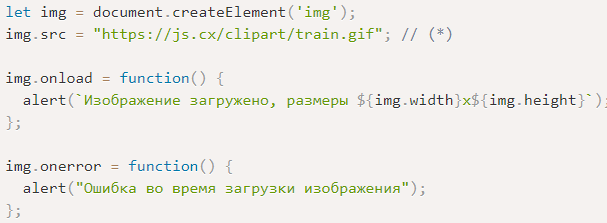 let img = document.createElement('img');
img.src = "https://js.cx/clipart/train.gif"; // (*)
img.onload = function() {
alert(`Изображение загружено, размеры ${img.width}x${img.height}`);
};
img.onerror = function() {
alert("Ошибка во время загрузки изображения");
};